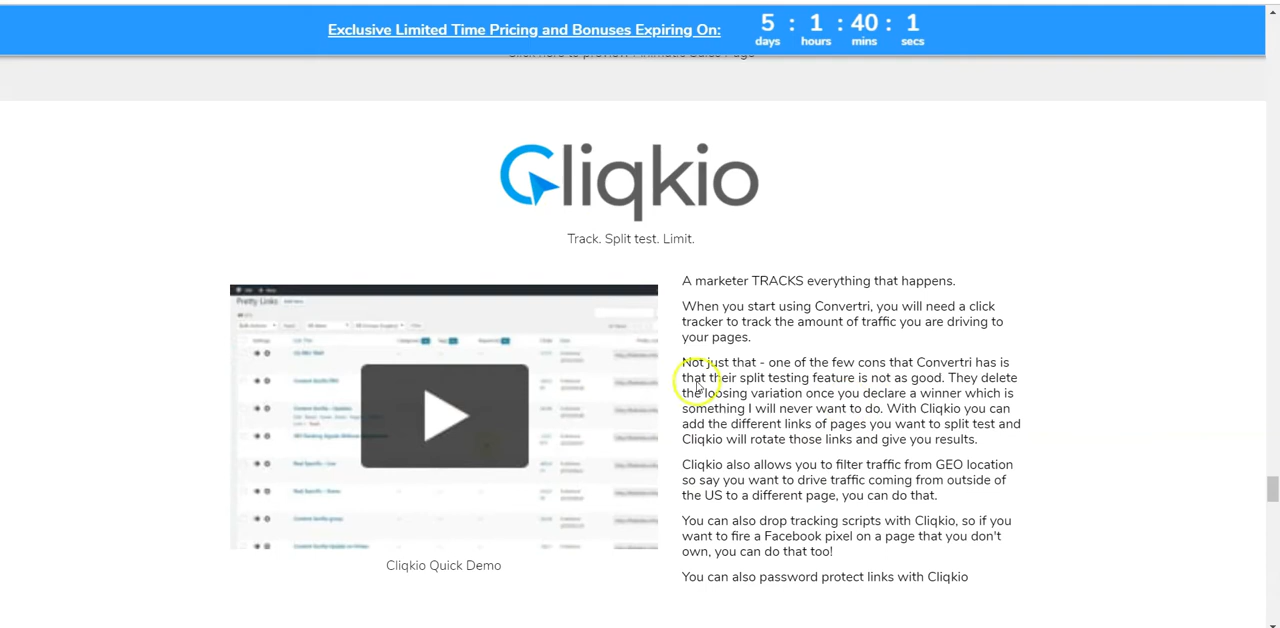 Exclusive Limited Time Pricing and Bonuses Expiring On:
5 : 1 : 40 : 1
days hours mins secs
Cliqkio
Track. Split test. Limit.
A marketer TRACKS everything that happens.
When you start using Convertri, you will need a click
tracker to track the amount of traffic you are driving to
your pages.
Not just that - one of the few cons that Convertri has is
that their split testing feature is not as good. They delete
the loosing variation once you declare a winner which is
something I will never want to do. With Cliqkio you can
add the different links of pages you want to split test and
Cliqkio will rotate those links and give you results.
Cliqkio also allows you to filter traffic from GEO location
so say you want to drive traffic coming from outside of
the US to a different page, you can do that.
You can also drop tracking scripts with Cliqkio, so if you
want to fire a Facebook pixel on a page that you don't
own, you can do that too!
You can also password protect links with Cliqkio
Pretty Links
Cliqkio Quick Demo